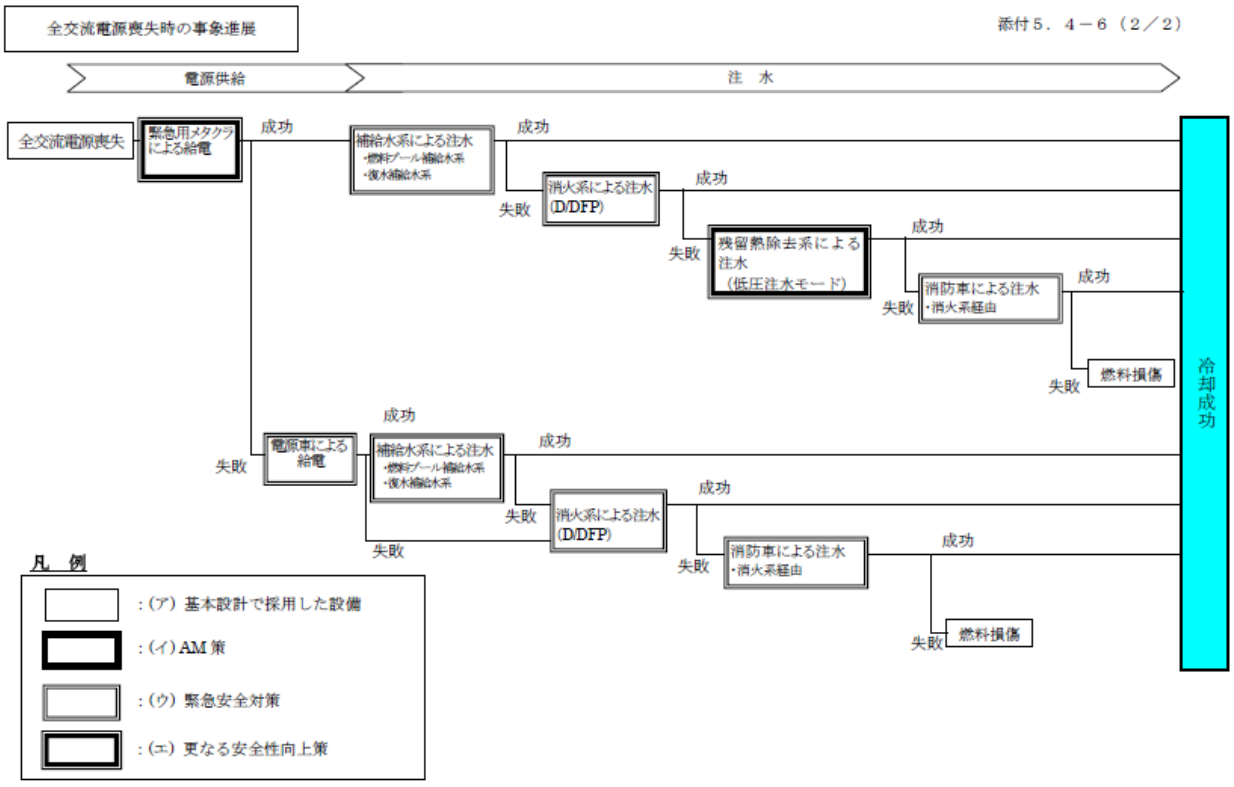 全交流電源喪失時の事象進展
添付5．4－6（2／2）
電源供給
注　水
全交流電源喪失
緊急用メタクラ
による給電
成功
補給水系による注水
・燃料プール補給水系
・復水補給水系
成功
失敗
消火系による注水
(D/DFP)
成功
失敗
残留熱除去系による
注水
（低圧注水モード）
成功
失敗
消防車による注水
・消火系経由
成功
失敗
燃料損傷
冷却成功
失敗
電源車による
給電
成功
補給水系による注水
・燃料プール補給水系
・復水補給水系
成功
失敗
失敗
消火系による注水
(D/DFP)
成功
失敗
消防車による注水
・消火系経由
成功
失敗
燃料損傷
凡　例
：(ア) 基本設計で採用した設備
：(イ) AM 策
：(ウ) 緊急安全対策
：(エ) 更なる安全性向上策